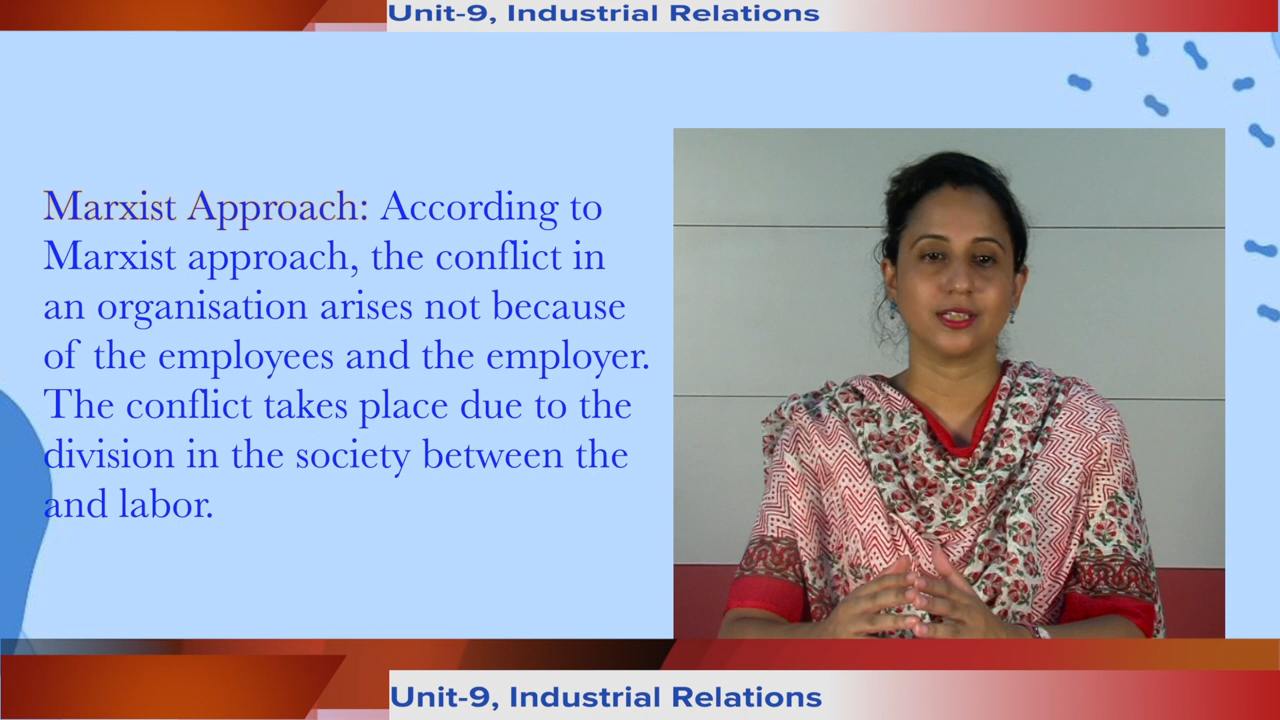 Unit-9, Industrial Relations
Marxist Approach: According to
Marxist approach, the conflict in
an organisation arises not because
of the employees and the employer.
The conflict takes place due to the
division in the society between the
and labor.
Unit-9, Industrial Relations